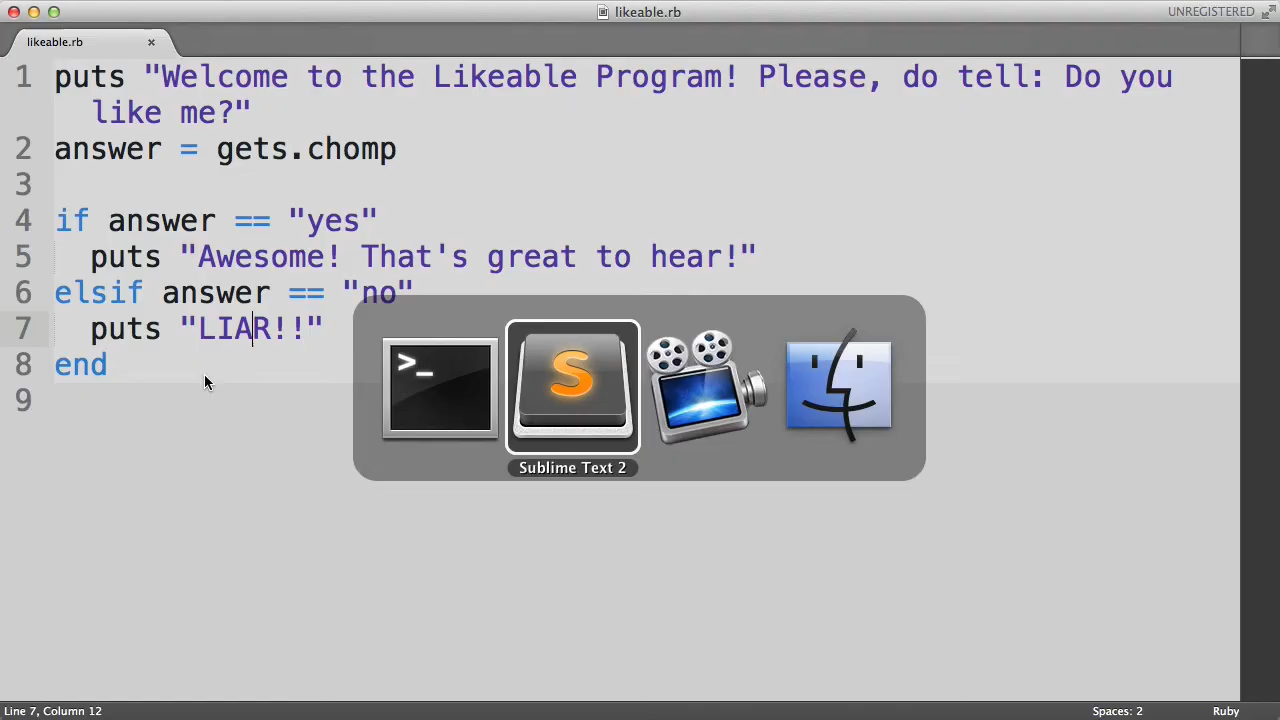 likeable.rb
UNREGISTERED
likeable.rb ×
1 puts "Welcome to the Likeable Program! Please, do tell: Do you
like me?"
2 answer = gets.chomp
3
4 if answer == "yes"
5 puts "Awesome! That's great to hear!"
6 elsif answer == "no"
7 puts "LIAR!!"
8 end
9
>_
S
Sublime Text 2
Line 7, Column 12
Spaces: 2
Ruby